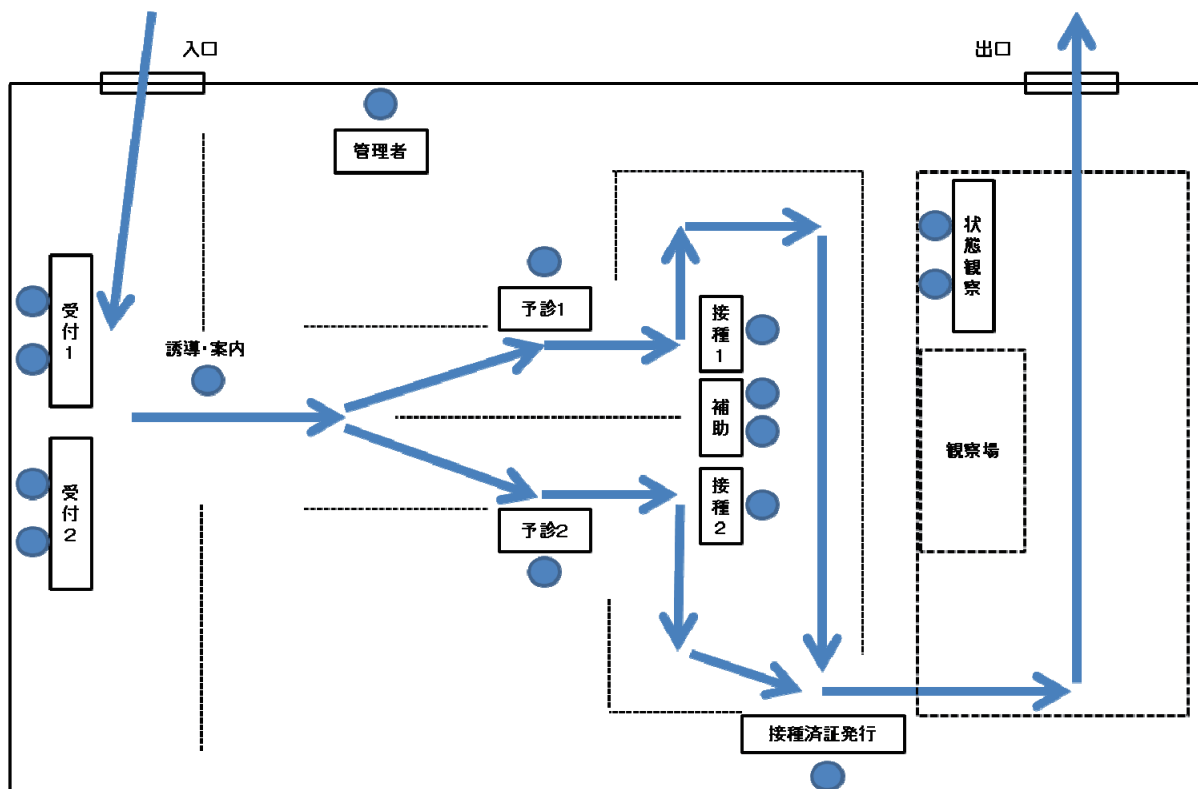 入口
出口
管理者
受付1
誘導・案内
受付2
予診1
予診2
接種1
補助
接種2
状態観察
観察場
接種済証発行